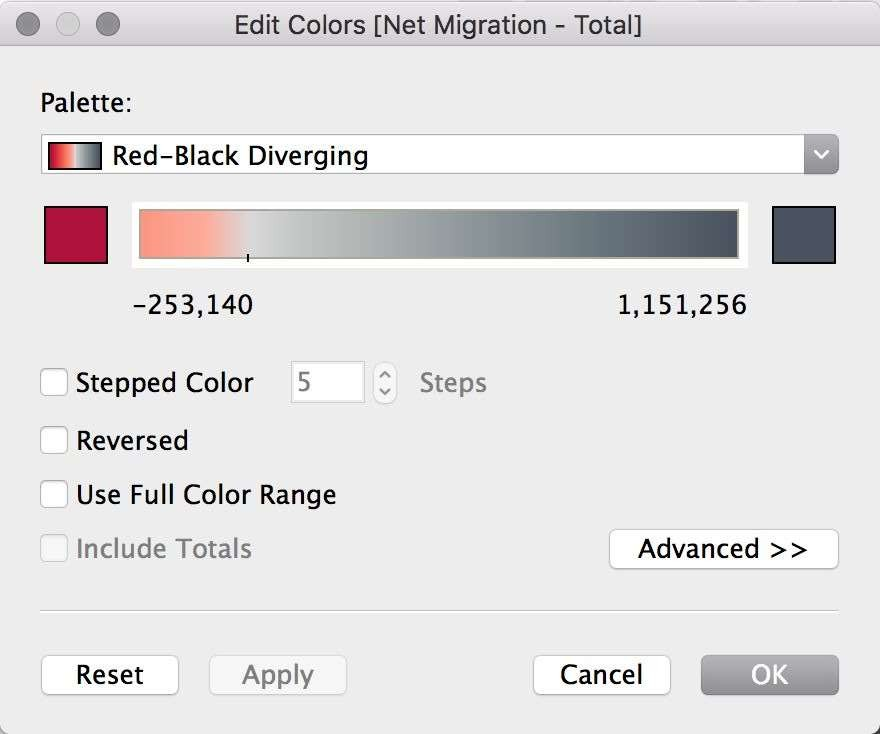 Edit Colors [Net Migration - Total]
Palette:
Red-Black Diverging
-253,140 1,151,256
Stepped Color 5 Steps
Reversed
Use Full Color Range
Include Totals Advanced >>
Reset Apply Cancel OK